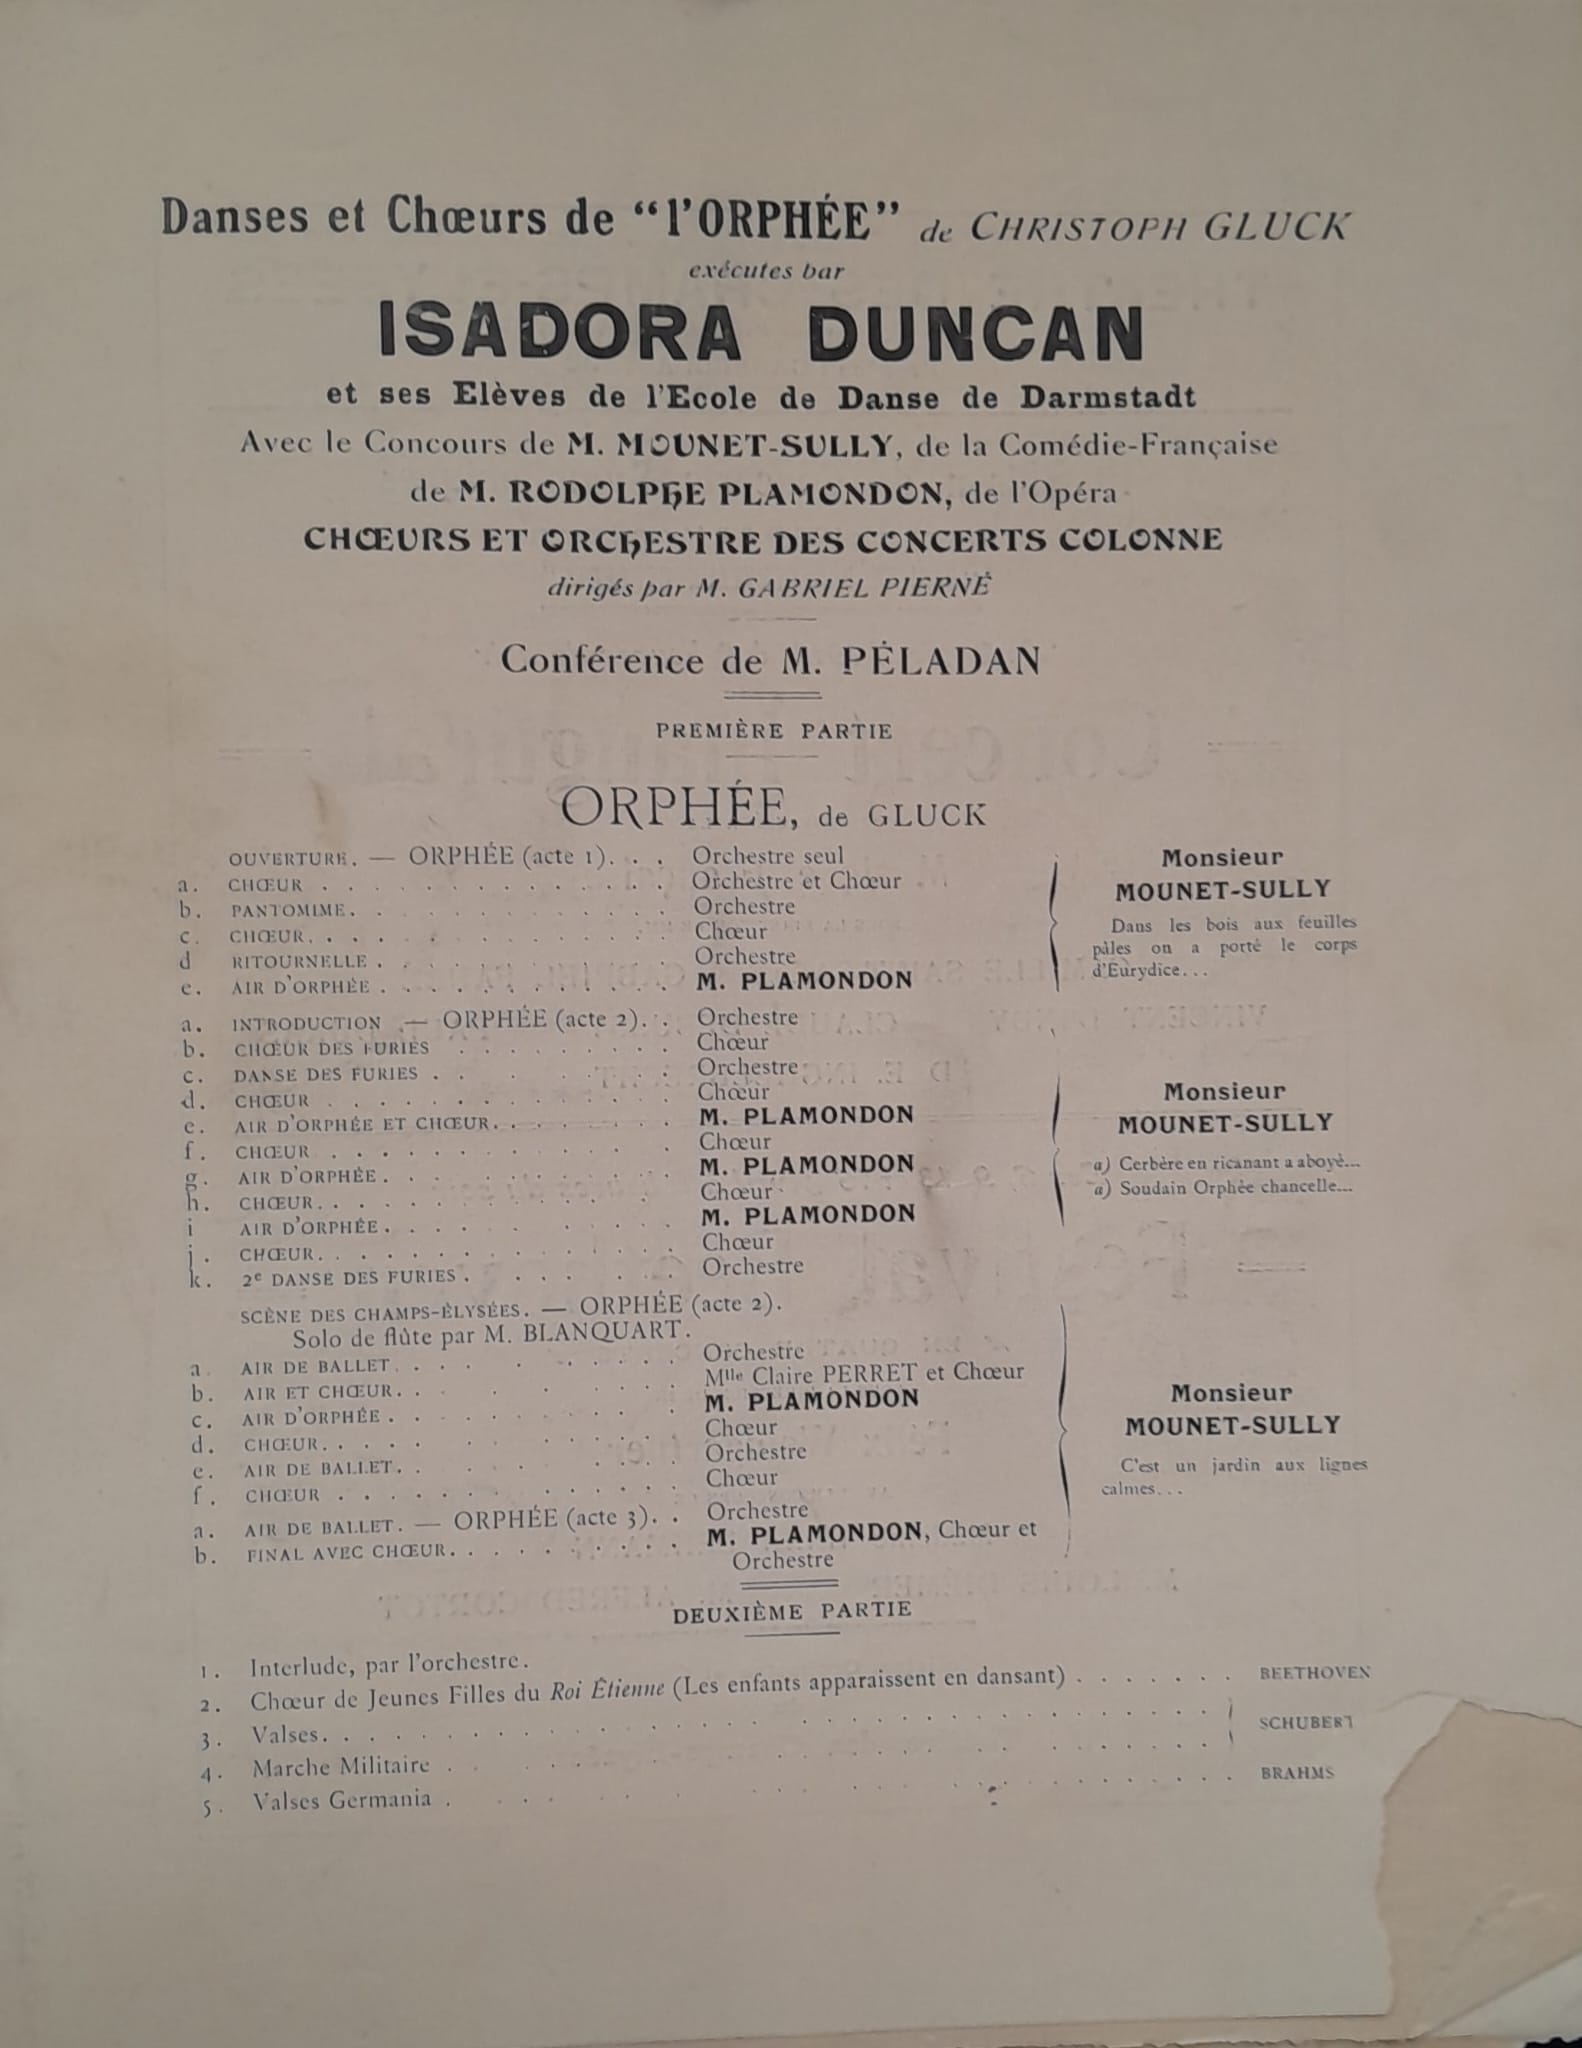 Danses et Chœurs de “l'ORPHÉE” de CHRISTOPH GLUCK
exécutes bar
ISADORA DUNCAN
et ses Elèves de l'Ecole de Danse de Darmstadt
Avec le Concours de M. MOUNET-SULLY, de la Comédie-Française
de M. RODOLPHE PLAMONDON, de l'Opéra
CHŒURS ET ORCHESTRE DES CONCERTS COLONNE
dirigés par M. GABRIEL PIERNÉ
Conférence de M. PÉLADAN
PREMIÈRE PARTIE
ORPHÉE, de GLUCK
OUVERTURE. — ORPHÉE (acte 1). . . Orchestre seul
a. CHŒUR . . . . . . . . . . . . . Orchestre et Chœur
b. PANTOMIME. . . . . . . . . . . . Orchestre
c. CHŒUR. . . . . . . . . . . . . Chœur
d RITOURNELLE . . . . . . . . . . . Orchestre
e. AIR D'ORPHÉE . . . . . . . . . . . M. PLAMONDON
Monsieur
MOUNET-SULLY
Dans les bois aux feuilles
pâles on a porté le corps
d'Eurydice...
a. INTRODUCTION — ORPHÉE (acte 2). . Orchestre
b. CHŒUR DES FURIES . . . . . . . . . Chœur
c. DANSE DES FURIES . . . . . . . . Orchestre
d. CHŒUR . . . . . . . . . . . . . Chœur
e. AIR D'ORPHÉE ET CHŒUR. . . . . . . M. PLAMONDON
f. CHŒUR . . . . . . . . . . . . . Chœur
g. AIR D'ORPHÉE. . . . . . . . . . . M. PLAMONDON
h. CHŒUR. . . . . . . . . . . . Chœur
i AIR D'ORPHÉE. . . . . . . . . . M. PLAMONDON
j. CHŒUR. . . . . . . . . . . . . . Chœur
k. 2e DANSE DES FURIES . . . . . . . . Orchestre
Monsieur
MOUNET-SULLY
a) Cerbère en ricanant a aboyé...
a) Soudain Orphée chancelle...
SCÈNE DES CHAMPS-ÉLYSÉES. — ORPHÉE (acte 2).
Solo de flûte par M. BLANQUART.
a AIR DE BALLET. . . . . . . . . . Orchestre
b. AIR ET CHŒUR. . . . . . . . . Mlle Claire PERRET et Chœur
c. AIR D'ORPHÉE . . . . . . . . . M. PLAMONDON
d. CHŒUR. . . . . . . . . . . . Chœur
e. AIR DE BALLET. . . . . . . . . Orchestre
f. CHŒUR . . . . . . . . . . . . Chœur
a. AIR DE BALLET. — ORPHÉE (acte 3). . Orchestre
b. FINAL AVEC CHŒUR. . . . . . . . . . M. PLAMONDON, Chœur et
Orchestre
Monsieur
MOUNET-SULLY
C'est un jardin aux lignes
calmes...
DEUXIÈME PARTIE
1. Interlude, par l'orchestre.
2. Chœur de Jeunes Filles du Roi Étienne (Les enfants apparaissent en dansant) . . . . . . . BEETHOVEN
3. Valses. . . . . . . . . . . . . . . . . . . . . . . .
4. Marche Militaire . . . . . . . . . . . . . . . . . . SCHUBERT
5. Valses Germania . . . . . . . . . . . . . . . . . . BRAHMS